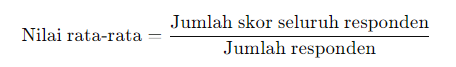 Nilai rata-rata = Jumlah skor seluruh responden
Jumlah responden